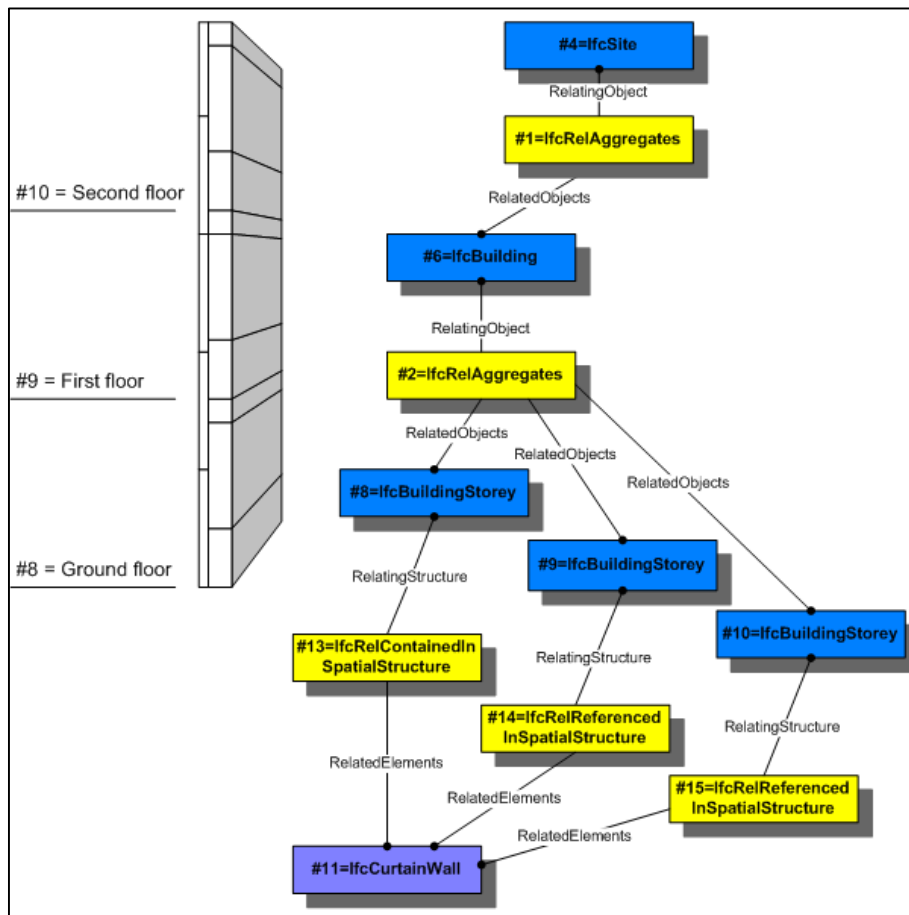 #4=IfcSite
RelatingObject
#1=IfcRelAggregates
RelatedObjects
#10 = Second floor
#6=IfcBuilding
RelatingObject
#9 = First floor
#2=IfcRelAggregates
RelatedObjects
RelatedObjects
RelatedObjects
#8=IfcBuildingStorey
#9=IfcBuildingStorey
#8 = Ground floor
RelatingStructure
#10=IfcBuildingStorey
#13=IfcRelContainedIn
SpatialStructure
RelatingStructure
#14=IfcRelReferenced
InSpatialStructure
RelatingStructure
RelatedElements
#15=IfcRelReferenced
InSpatialStructure
RelatedElements
RelatedElements
#11=IfcCurtainWall